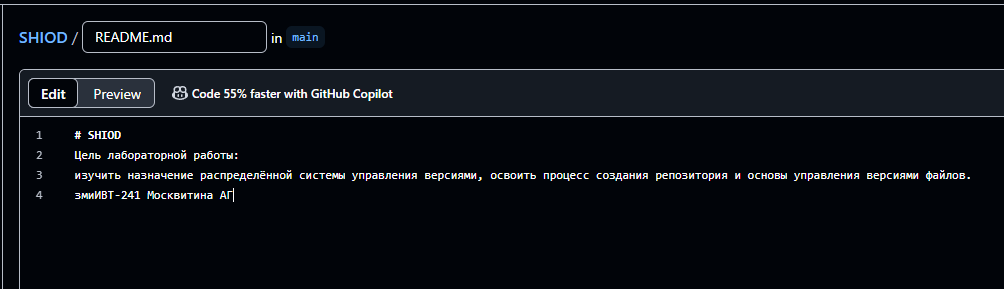 SHIOD / README.md in main
Edit Preview Code 55% faster with GitHub Copilot
1 # SHIOD
2 Цель лабораторной работы:
3 изучить назначение распределённой системы управления версиями, освоить процесс создания репозитория и основы управления версиями файлов.
4 эмиИВТ-241 Москвитина АГ